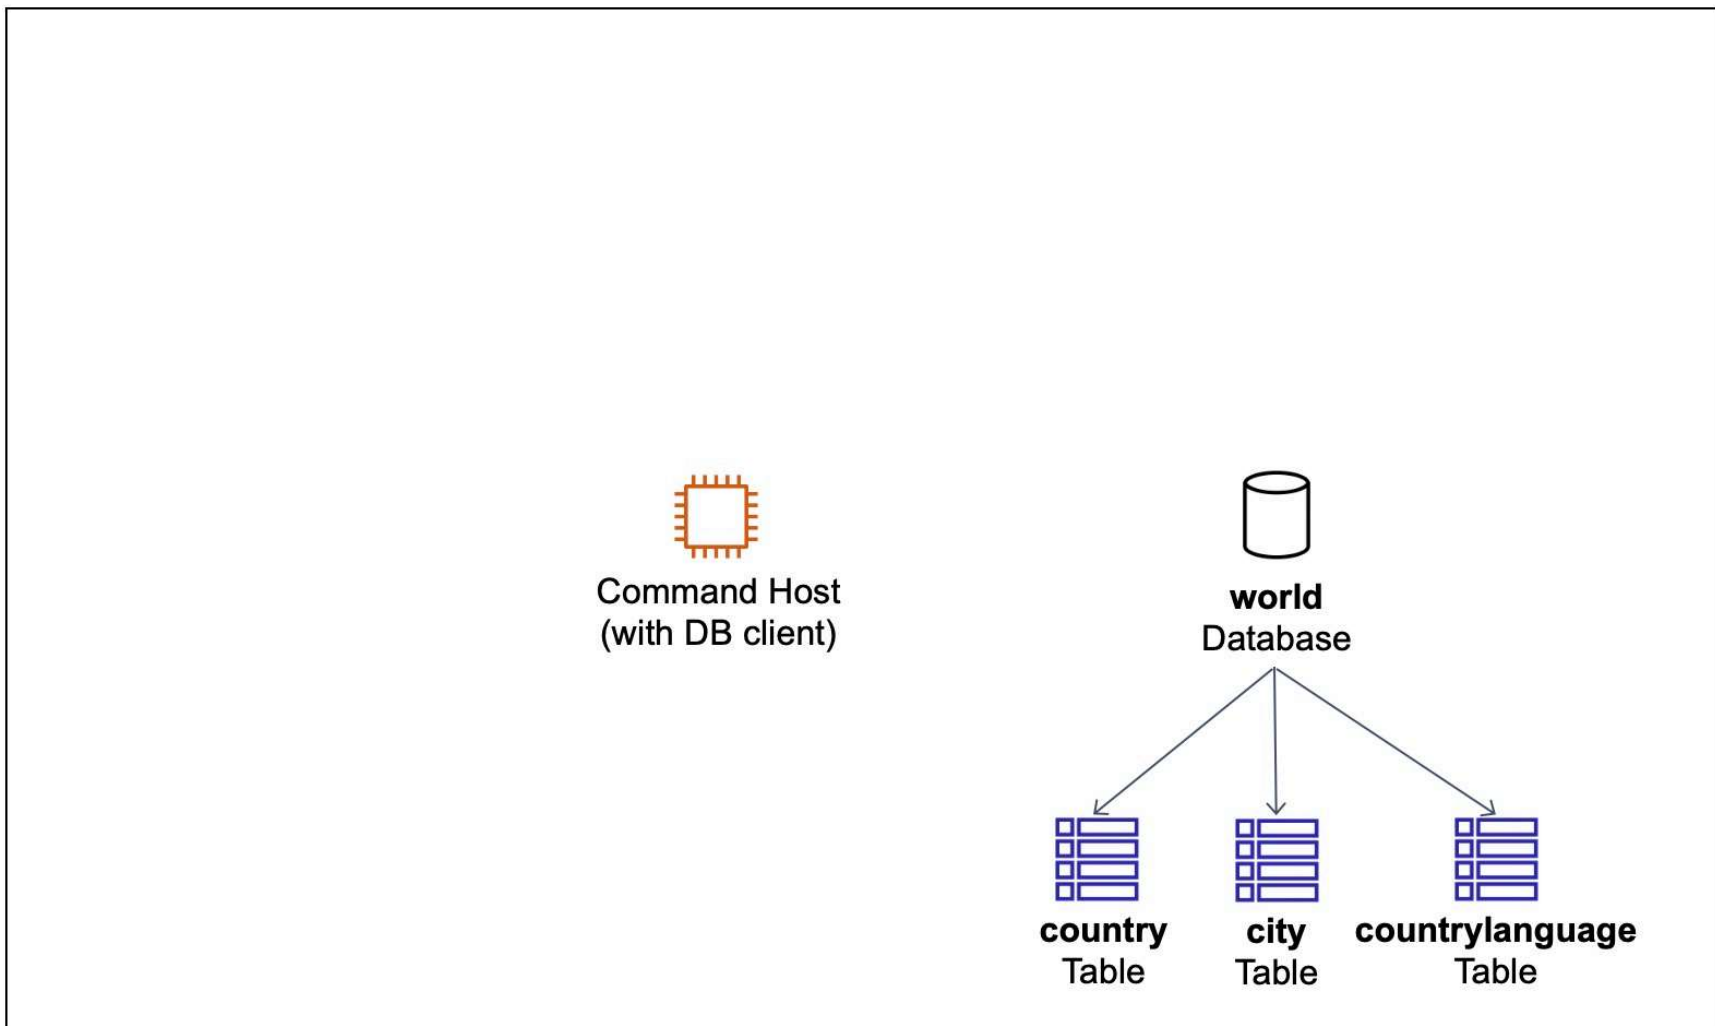 Command Host
(with DB client)
world
Database
country
Table
city
Table
countrylanguage
Table